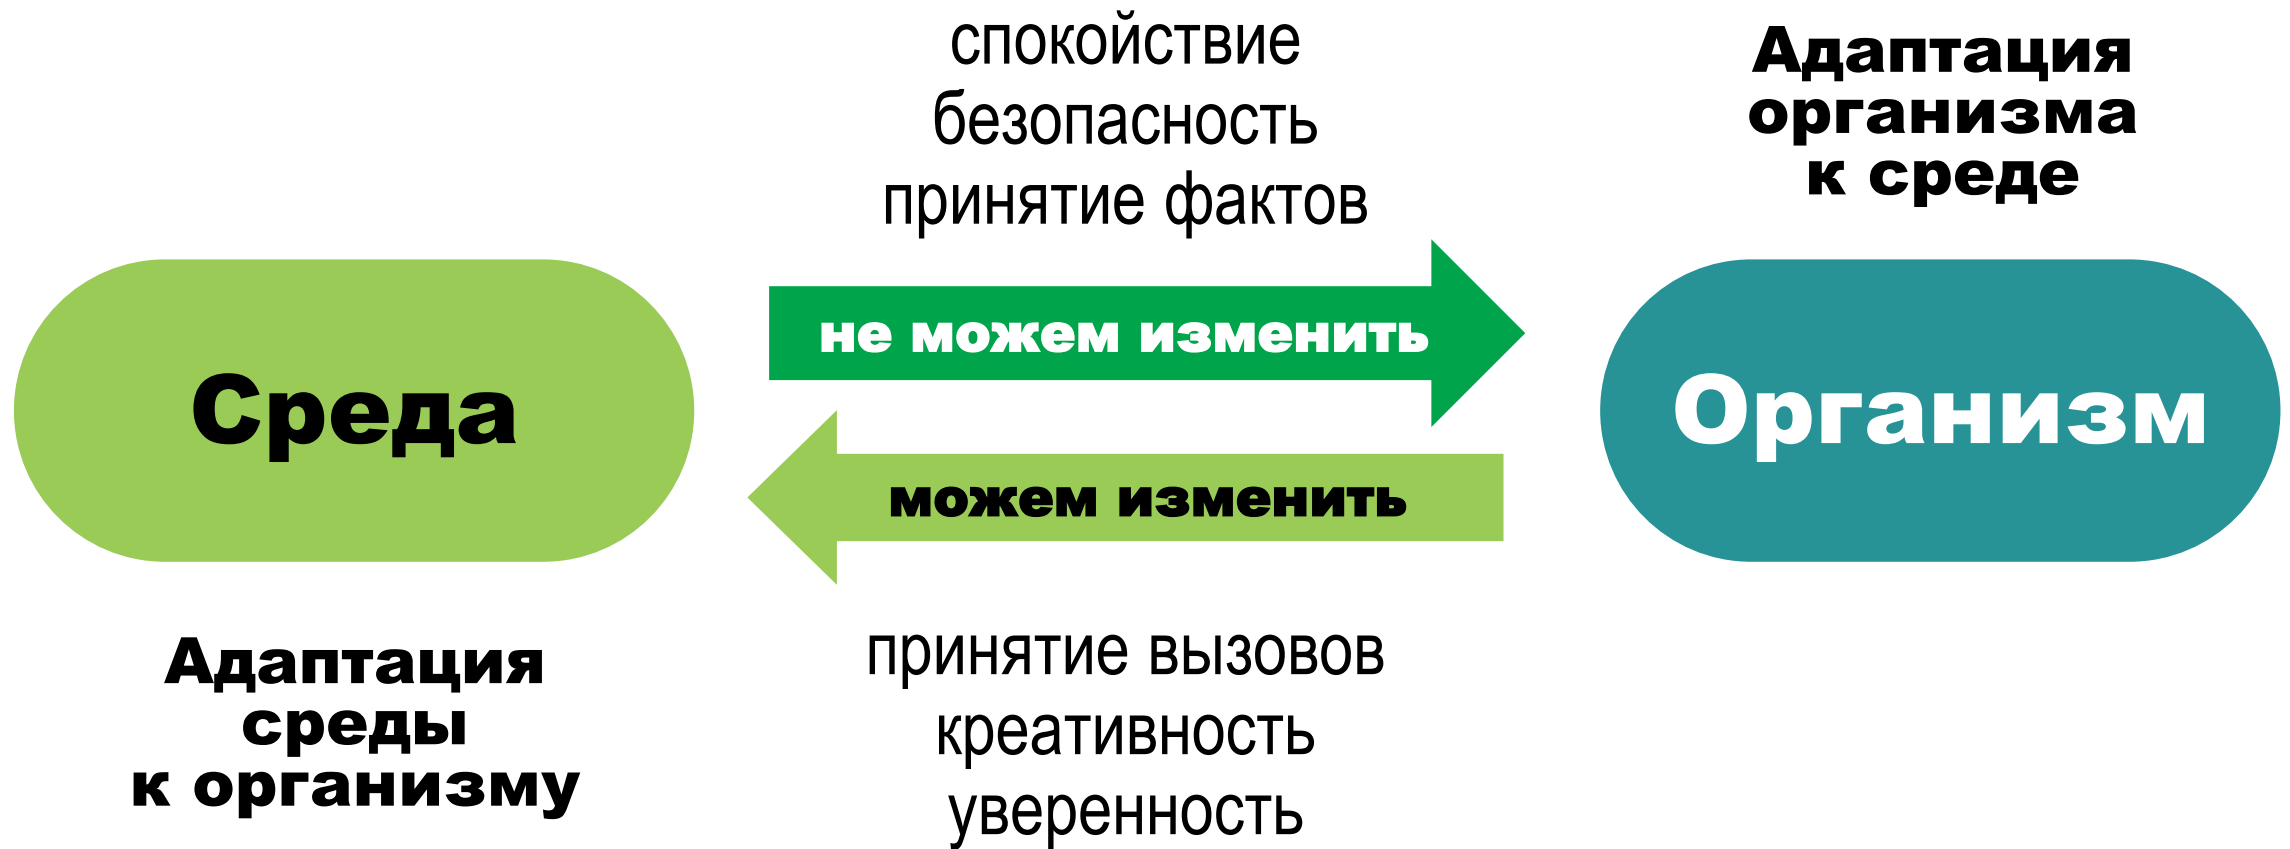 спокойствие
безопасность
принятие фактов
Адаптация
организма
к среде
не можем изменить
Среда
Организм
можем изменить
Адаптация
среды
к организму
принятие вызовов
креативность
уверенность